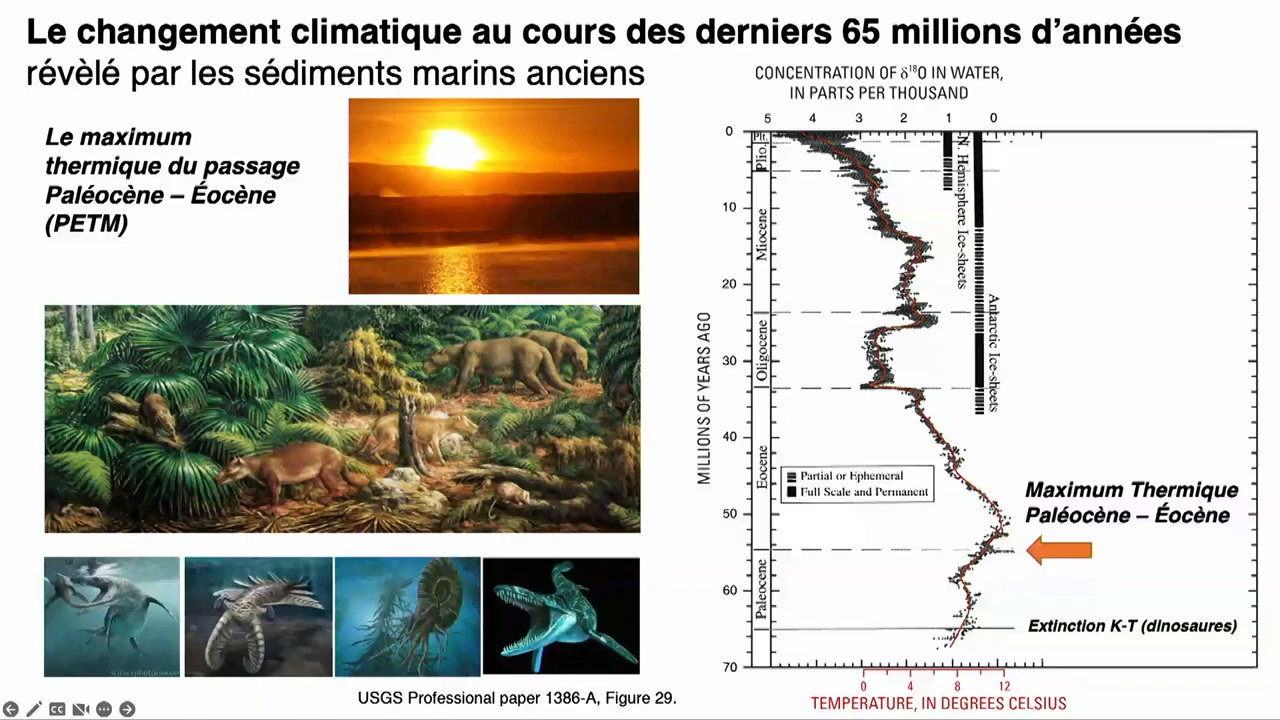 Le changement climatique au cours des derniers 65 millions d’années
révèlé par les sédiments marins anciens
Le maximum
thermique du passage
Paléocène – Éocène
(PETM)
sciencephoto
USGS Professional paper 1386-A, Figure 29.
CONCENTRATION OF δ¹⁸O IN WATER,
IN PARTS PER THOUSAND
5 4 3 2 1 0
MILLIONS OF YEARS AGO
0
10
20
30
40
50
60
70
Plt.
Plio.
Miocene
Oligocene
Eocene
Paleocene
N. Hemisphere Ice-sheets
Antarctic Ice-sheets
Partial or Ephemeral
Full Scale and Permanent
Maximum Thermique
Paléocène – Éocène
Extinction K-T (dinosaures)
0 4 8 12
TEMPERATURE, IN DEGREES CELSIUS
CC